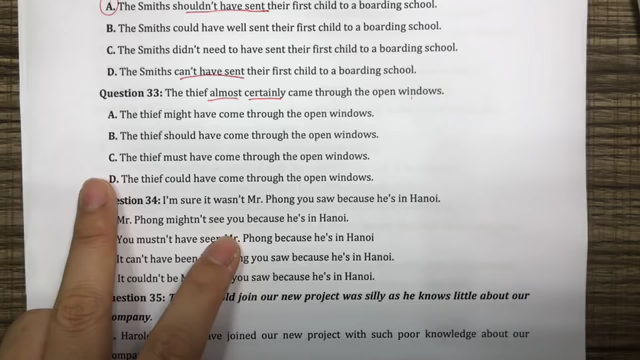 A. The Smiths shouldn't have sent their first child to a boarding school.
B. The Smiths could have well sent their first child to a boarding school.
C. The Smiths didn't need to have sent their first child to a boarding school.
D. The Smiths can't have sent their first child to a boarding school.
Question 33: The thief almost certainly came through the open windows.
A. The thief might have come through the open windows.
B. The thief should have come through the open windows.
C. The thief must have come through the open windows.
D. The thief could have come through the open windows.
estion 34: I'm sure it wasn't Mr. Phong you saw because he's in Hanoi.
Mr. Phong mightn't see you because he's in Hanoi.
You mustn't have seen Mr. Phong because he's in Hanoi
It can't have been you saw because he's in Hanoi.
It couldn't be you saw because he's in Hanoi.
uestion 35: join our new project was silly as he knows little about our
ompany.
joined our new project with such poor knowledge about our